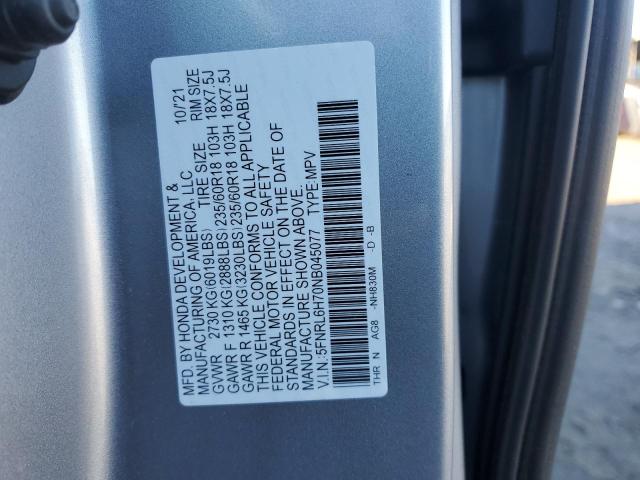 MFD. BY HONDA DEVELOPMENT & 10/'21
MANUFACTURING OF AMERICA, LLC
TIRE SIZE RIM SIZE
GVWR 2730 KG(6019LBS)
GAWR F 1310 KG(2888LBS)235/60R18 103H 18X7.5J
GAWR R 1465 KG(3230LBS)235/60R18 103H 18X7.5J
THIS VEHICLE CONFORMS TO ALL APPLICABLE
FEDERAL MOTOR VEHICLE SAFETY
STANDARDS IN EFFECT ON THE DATE OF
MANUFACTURE SHOWN ABOVE.
V.I.N.:5FNRL6H70NB045077 TYPE:MPV
THR N AG8 -NH830M -D -B